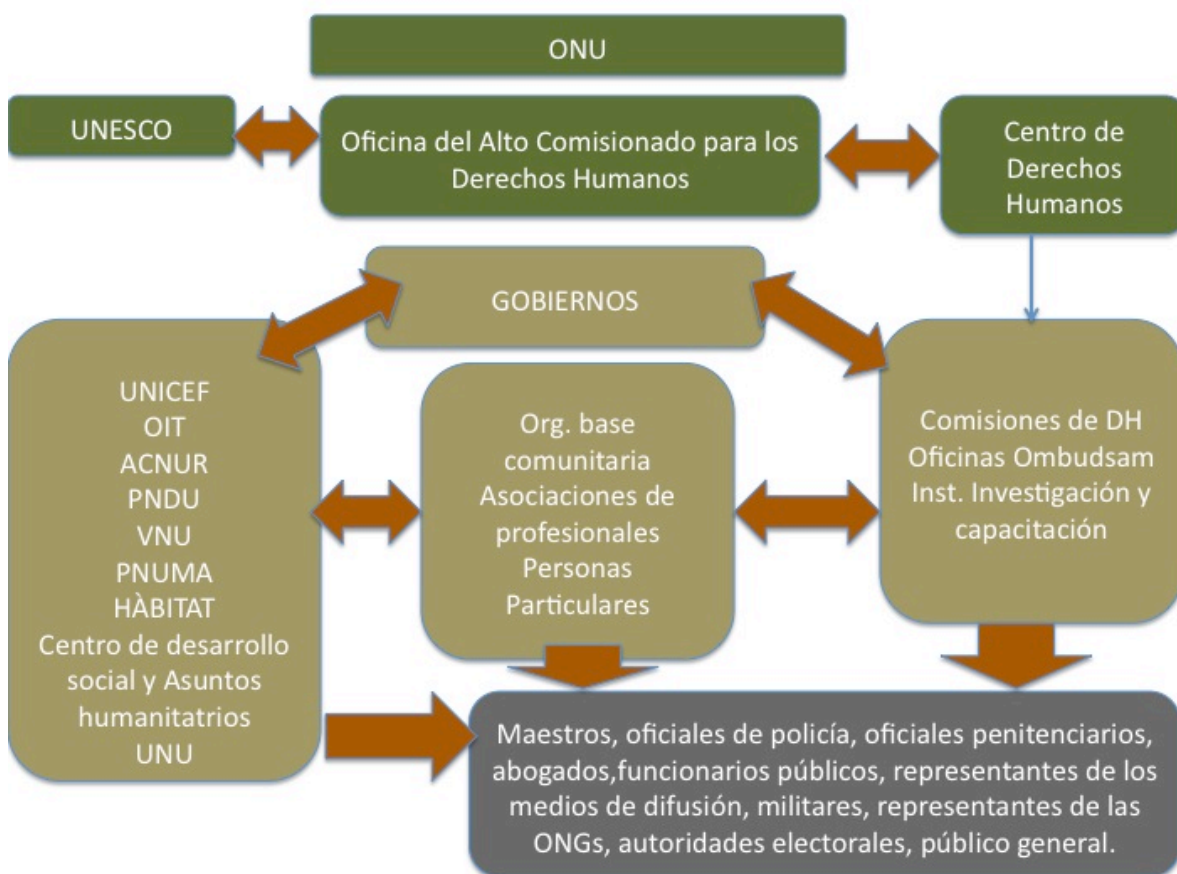 ONU
UNESCO
Oficina del Alto Comisionado para los
Derechos Humanos
Centro de
Derechos
Humanos
GOBIERNOS
UNICEF
OIT
ACNUR
PNDU
VNU
PNUMA
HÀBITAT
Centro de desarrollo
social y Asuntos
humanitatrios
UNU
Org. base
comunitaria
Asociaciones de
profesionales
Personas
Particulares
Comisiones de DH
Oficinas Ombudsam
Inst. Investigación y
capacitación
Maestros, oficiales de policía, oficiales penitenciarios,
abogados,funcionarios públicos, representantes de los
medios de difusión, militares, representantes de las
ONGs, autoridades electorales, público general.